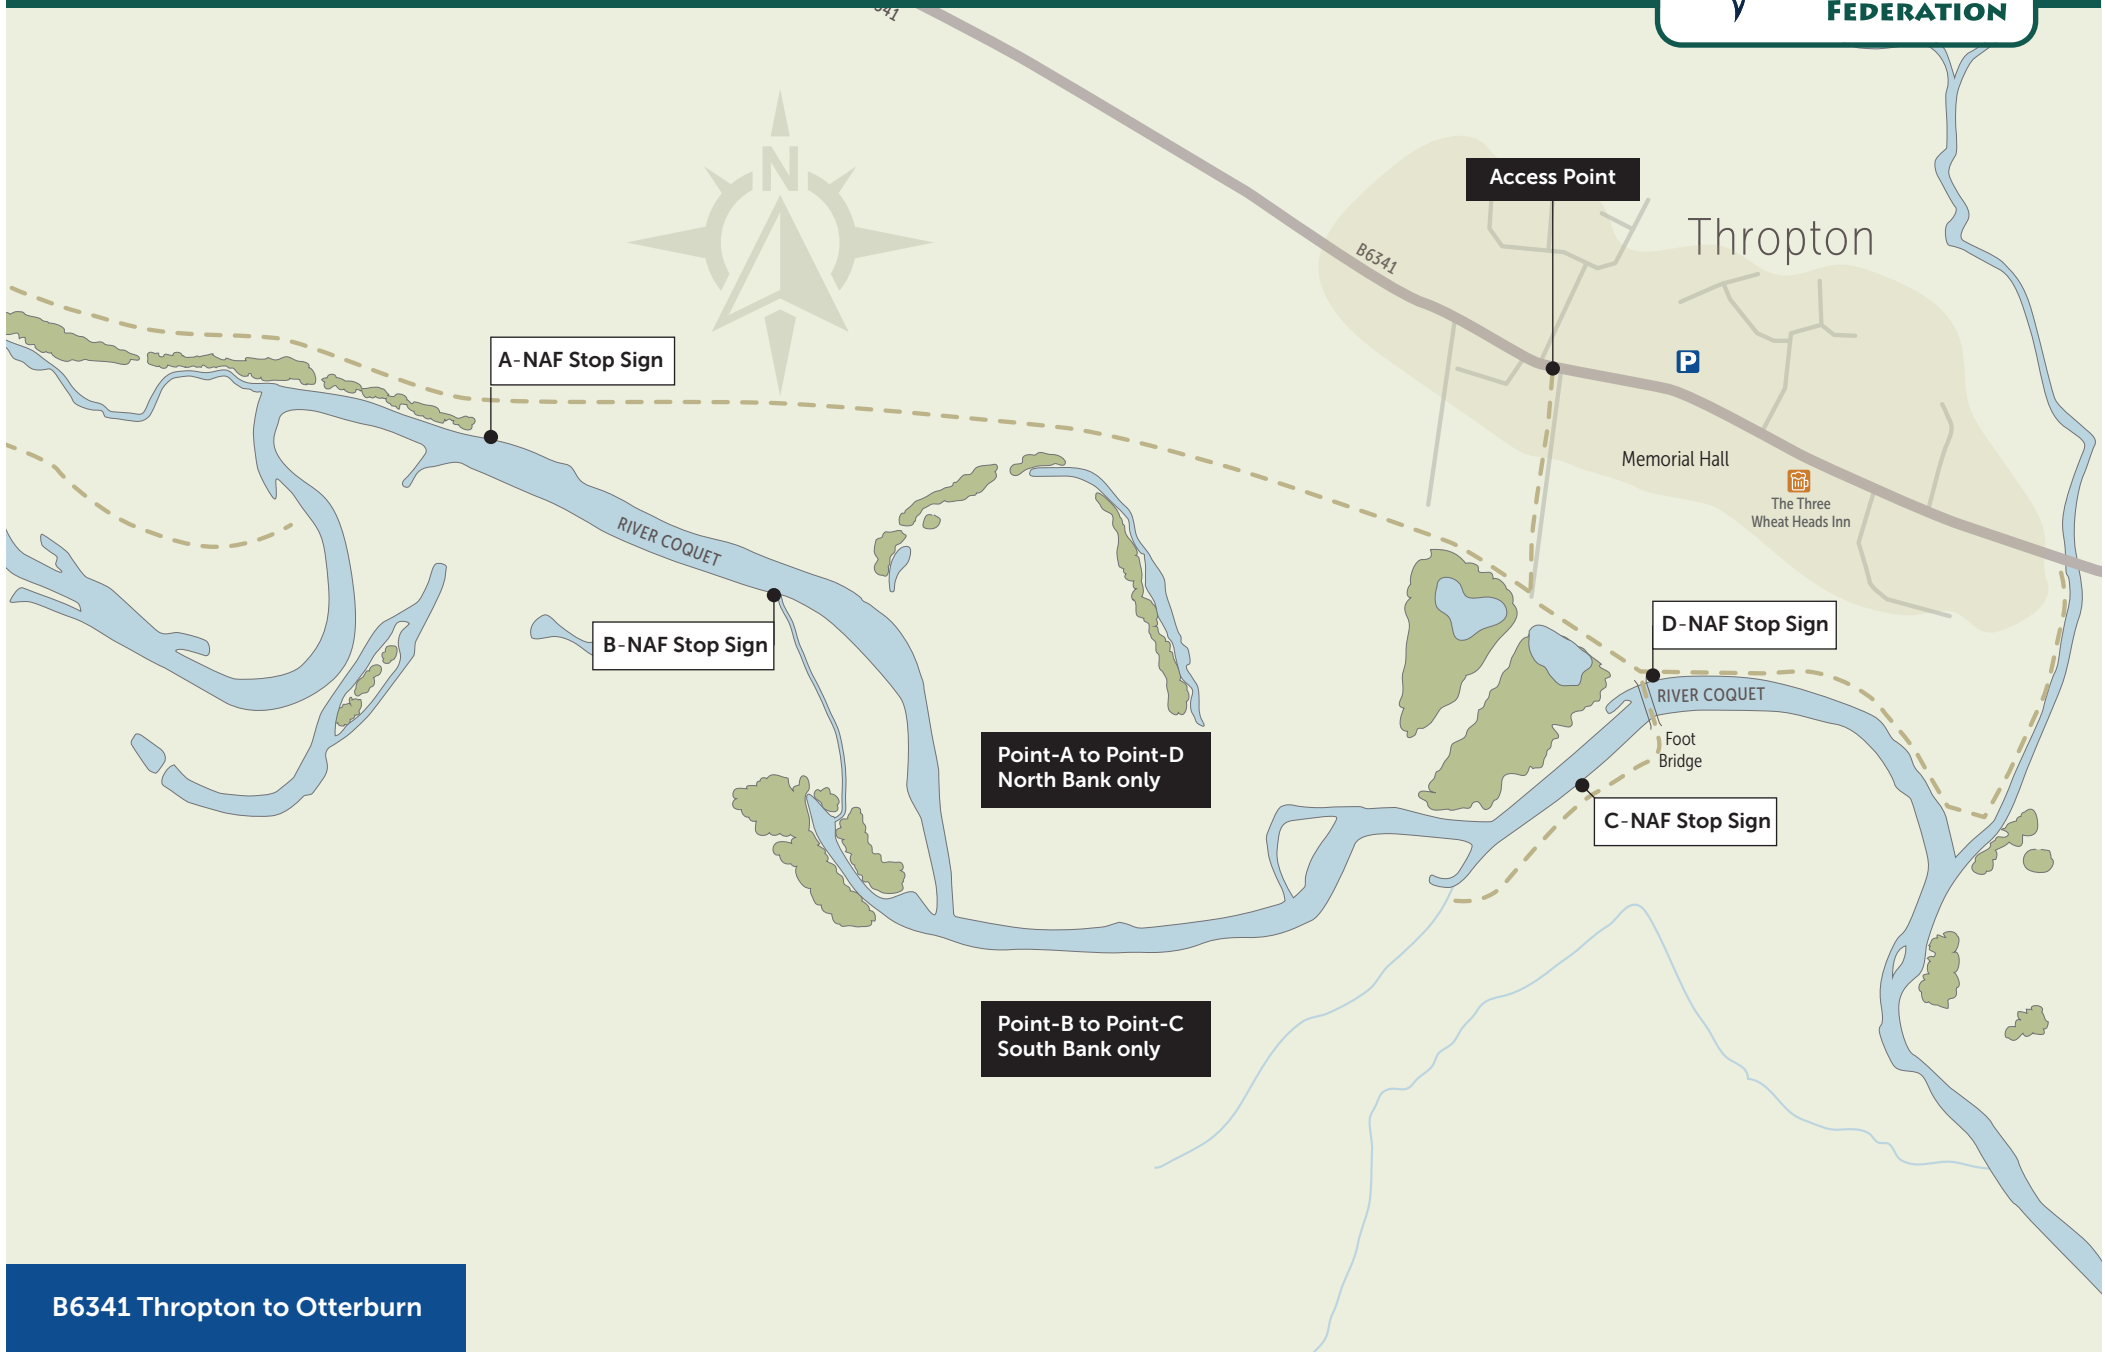 FEDERATION
341
N
Access Point
Thropton
B6341
P
A-NAF Stop Sign
Memorial Hall
The Three
Wheat Heads Inn
RIVER COQUET
B-NAF Stop Sign
D-NAF Stop Sign
RIVER COQUET
Foot
Bridge
Point-A to Point-D
North Bank only
C-NAF Stop Sign
Point-B to Point-C
South Bank only
B6341 Thropton to Otterburn